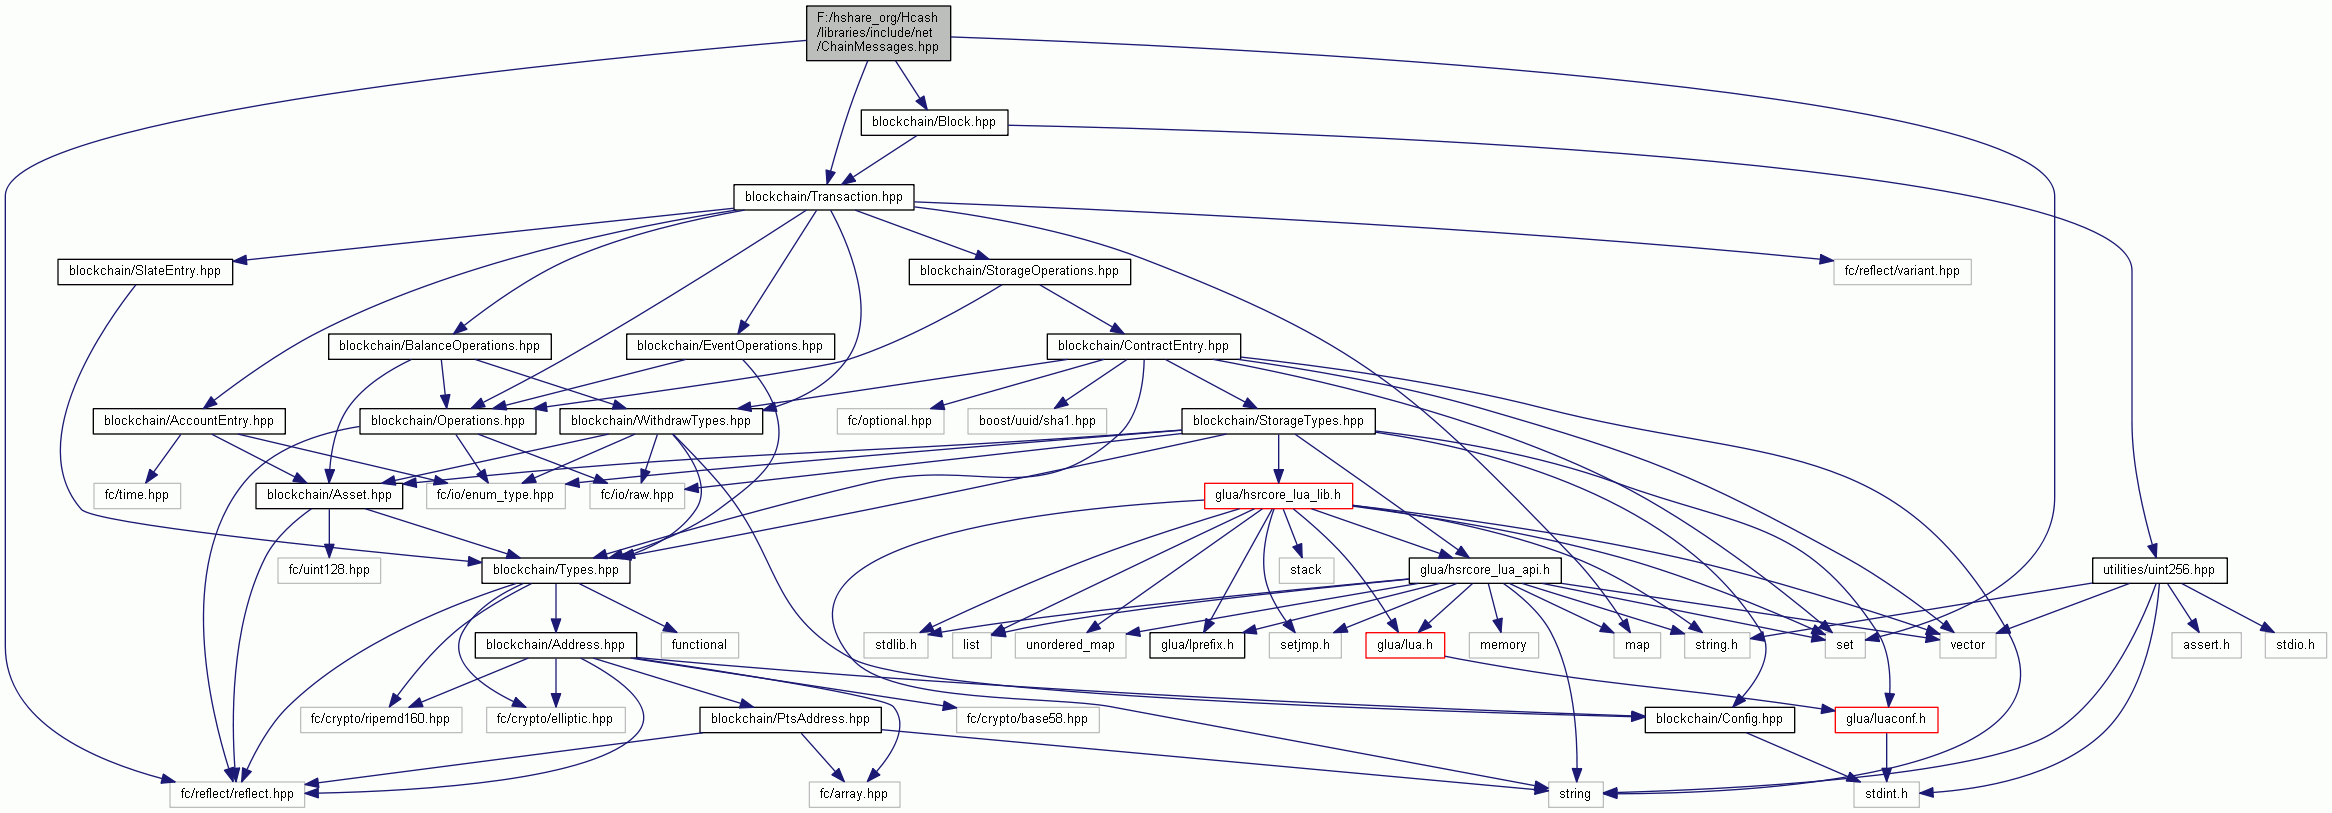 F:/hshare_org/Hcash
/libraries/include/net
/ChainMessages.hpp
blockchain/Block.hpp
blockchain/Transaction.hpp
blockchain/SlateEntry.hpp
blockchain/StorageOperations.hpp
fc/reflect/variant.hpp
blockchain/BalanceOperations.hpp
blockchain/EventOperations.hpp
blockchain/ContractEntry.hpp
blockchain/AccountEntry.hpp
blockchain/Operations.hpp
blockchain/WithdrawTypes.hpp
fc/optional.hpp
boost/uuid/sha1.hpp
blockchain/StorageTypes.hpp
fc/time.hpp
blockchain/Asset.hpp
fc/io/enum_type.hpp
fc/io/raw.hpp
glua/hsrcore_lua_lib.h
fc/uint128.hpp
blockchain/Types.hpp
stack
glua/hsrcore_lua_api.h
utilities/uint256.hpp
blockchain/Address.hpp
functional
stdlib.h
list
unordered_map
glua/lprefix.h
setjmp.h
glua/lua.h
memory
map
string.h
set
vector
assert.h
stdio.h
fc/crypto/ripemd160.hpp
fc/crypto/elliptic.hpp
blockchain/PtsAddress.hpp
fc/crypto/base58.hpp
blockchain/Config.hpp
glua/luaconf.h
fc/reflect/reflect.hpp
fc/array.hpp
string
stdint.h